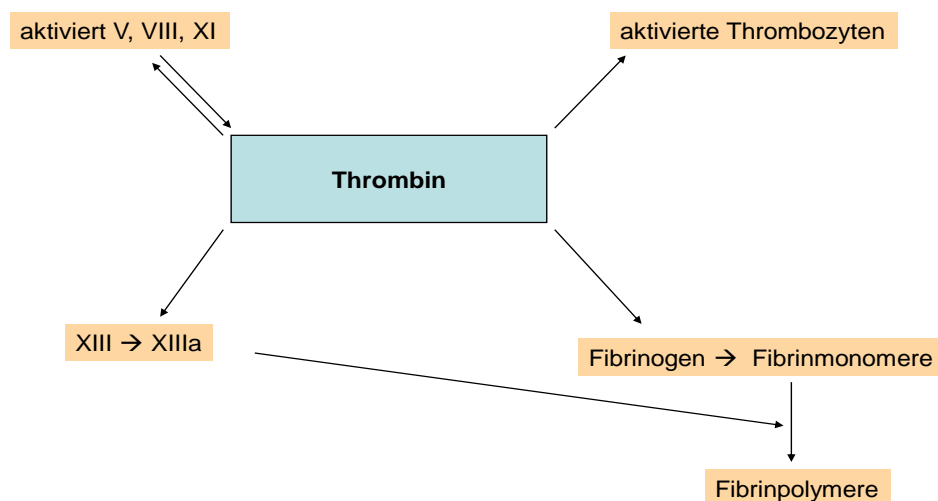 aktiviert V, VIII, XI
aktivierte Thrombozyten
Thrombin
XIII → XIIIa
Fibrinogen → Fibrinmonomere
Fibrinpolymere